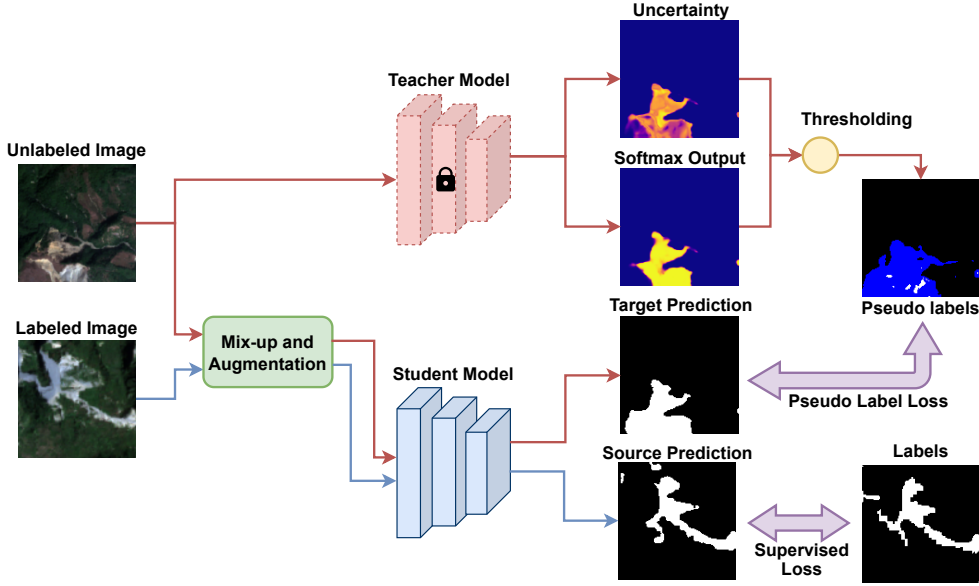 Uncertainty
Teacher Model
Thresholding
Unlabeled Image
Softmax Output
Target Prediction
Pseudo labels
Labeled Image
Mix-up and
Augmentation
Student Model
Pseudo Label Loss
Source Prediction
Labels
Supervised
Loss